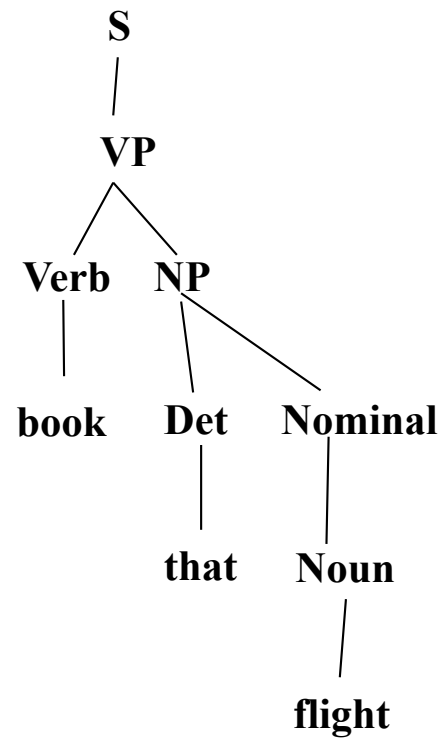 S
VP
Verb NP
book Det Nominal
that Noun
flight